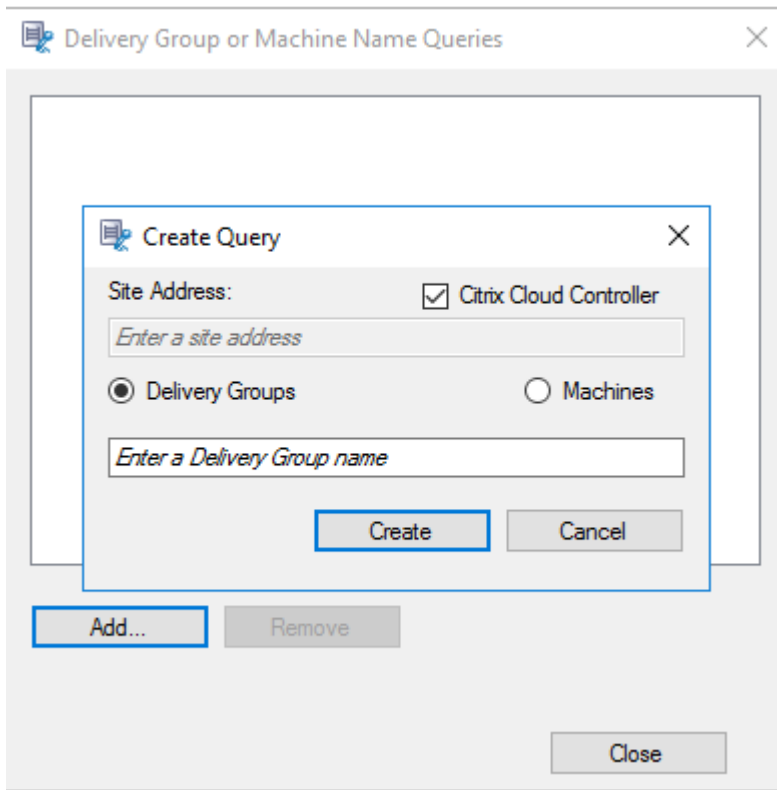 Delivery Group or Machine Name Queries
Create Query
Site Address: Citrix Cloud Controller
Enter a site address
Delivery Groups Machines
Enter a Delivery Group name
Create Cancel
Add... Remove
Close